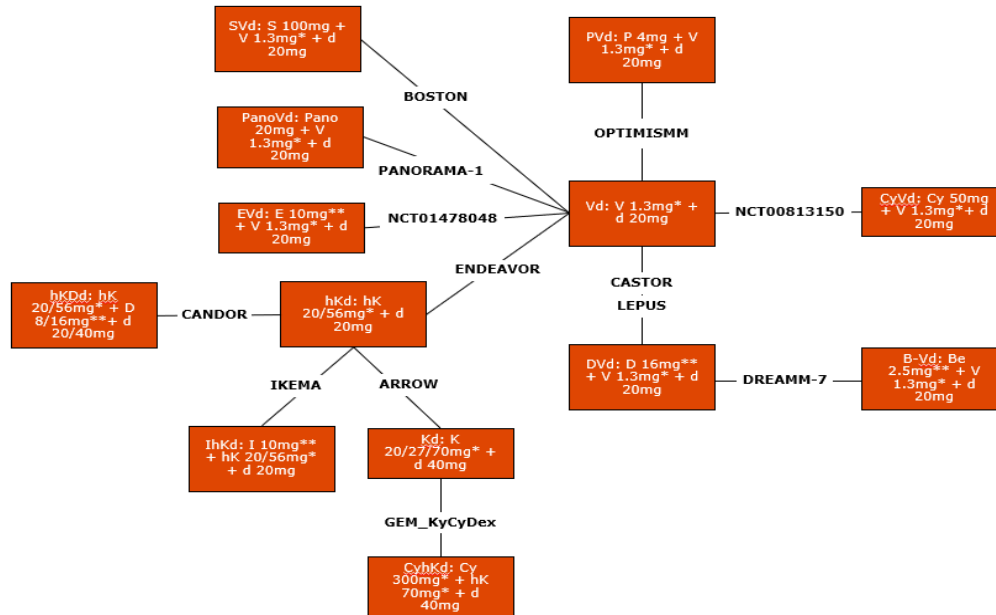 SVd: S 100mg +
V 1.3mg* + d
20mg
PVd: P 4mg + V
1.3mg* + d
20mg
BOSTON
PanoVd: Pano
20mg + V
1.3mg* + d
20mg
OPTIMISMM
PANORAMA-1
EVd: E 10mg**
+ V 1.3mg* + d
20mg
NCT01478048
Vd: V 1.3mg* +
d 20mg
NCT00813150
CyVd: Cy 50mg
+ V 1.3mg*+ d
20mg
ENDEAVOR
CASTOR
LEPUS
hKDd: hK
20/56mg* + D
8/16mg**+ d
20/40mg
CANDOR
hKd: hK
20/56mg* + d
20mg
DVd: D 16mg**
+ V 1.3mg* + d
20mg
DREAMM-7
B-Vd: Be
2.5mg** + V
1.3mg* + d
20mg
IKEMA
ARROW
IhKd: I 10mg**
+ hK 20/56mg*
+ d 20mg
Kd: K
20/27/70mg* +
d 40mg
GEM_KyCyDex
CyhKd: Cy
300mg* + hK
70mg* + d
40mg